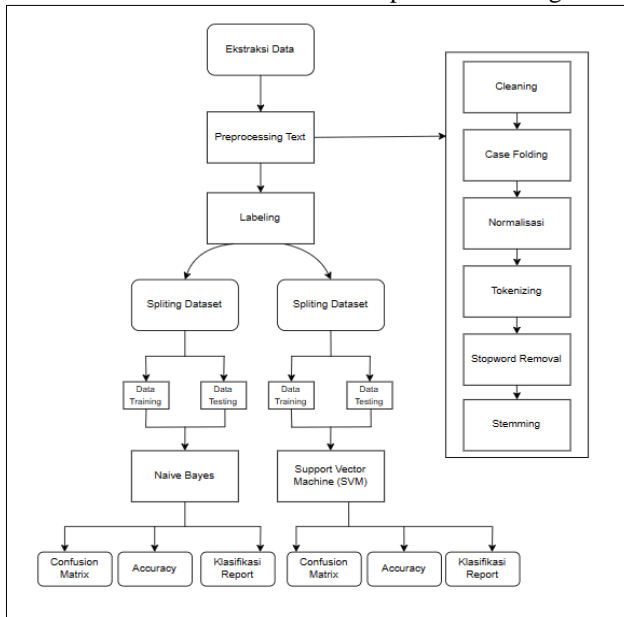 Ekstraksi Data
Preprocessing Text
Labeling
Spliting Dataset
Spliting Dataset
Data
Training
Data
Testing
Data
Training
Data
Testing
Naive Bayes
Support Vector
Machine (SVM)
Confusion
Matrix
Accuracy
Klasifikasi
Report
Confusion
Matrix
Accuracy
Klasifikasi
Report
Cleaning
Case Folding
Normalisasi
Tokenizing
Stopword Removal
Stemming